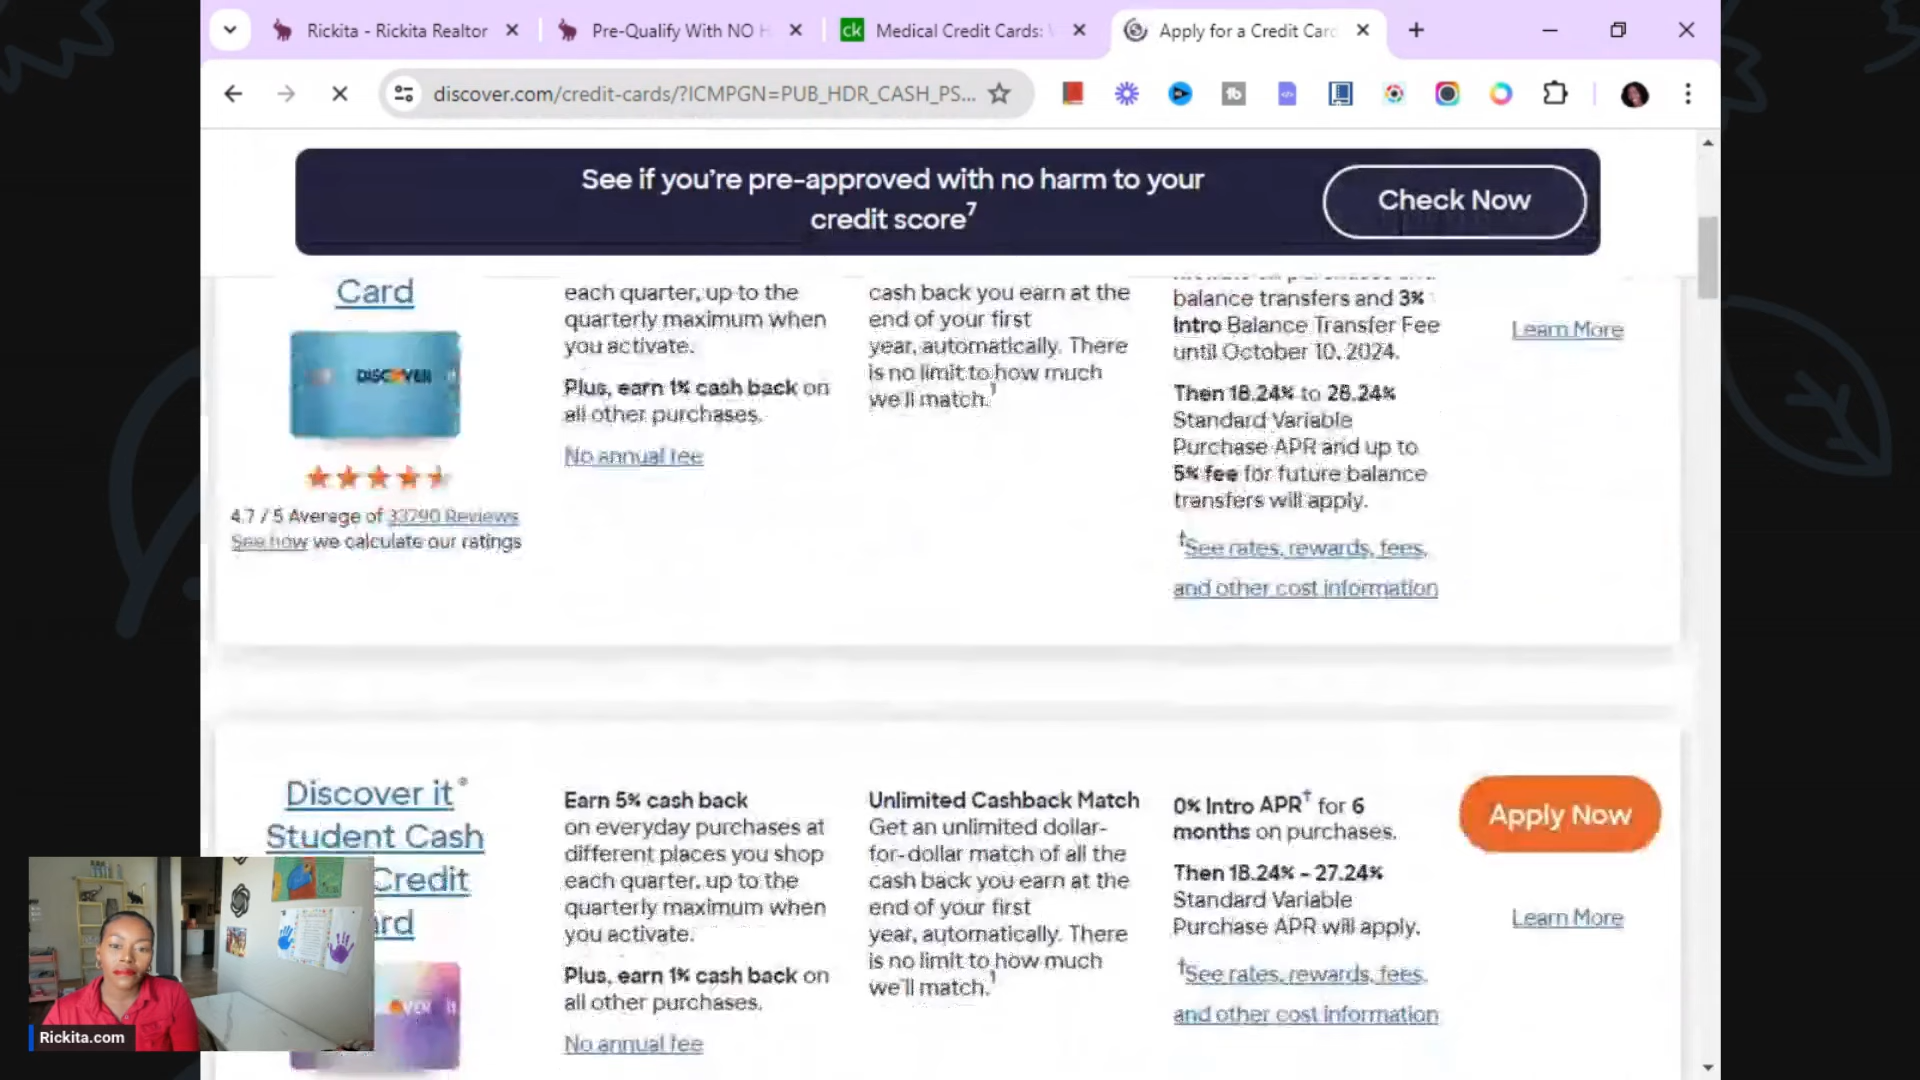 Rickita - Rickita Realtor
Pre-Qualify With NO H
ck
Medical Credit Cards:
Apply for a Credit Card
discover.com/credit-cards/?ICMPGN=PUB_HDR_CASH_PS...
See if you're pre-approved with no harm to your
credit score7
Check Now
Card
each quarter, up to the
quarterly maximum when
you activate.
Plus, earn 1% cash back on
all other purchases.
No annual fee
cash back you earn at the
end of your first
year, automatically. There
is no limit to how much
we'll match.1
balance transfers and 3%
Intro Balance Transfer Fee
until October 10, 2024.
Then 18.24% to 28.24%
Standard Variable
Purchase APR and up to
5% fee for future balance
transfers will apply.
†See rates, rewards, fees,
and other cost information
Learn More
DISCOVER
4.7 / 5 Average of 33790 Reviews
See how we calculate our ratings
Discover it®
Student Cash
Credit
rd
Earn 5% cash back
on everyday purchases at
different places you shop
each quarter, up to the
quarterly maximum when
you activate.
Plus, earn 1% cash back on
all other purchases.
No annual fee
Unlimited Cashback Match
Get an unlimited dollar-
for-dollar match of all the
cash back you earn at the
end of your first
year, automatically. There
is no limit to how much
we'll match.1
0% Intro APR† for 6
months on purchases.
Then 18.24% - 27.24%
Standard Variable
Purchase APR will apply.
†See rates, rewards, fees,
and other cost information
Apply Now
Learn More
VER it
Rickita.com